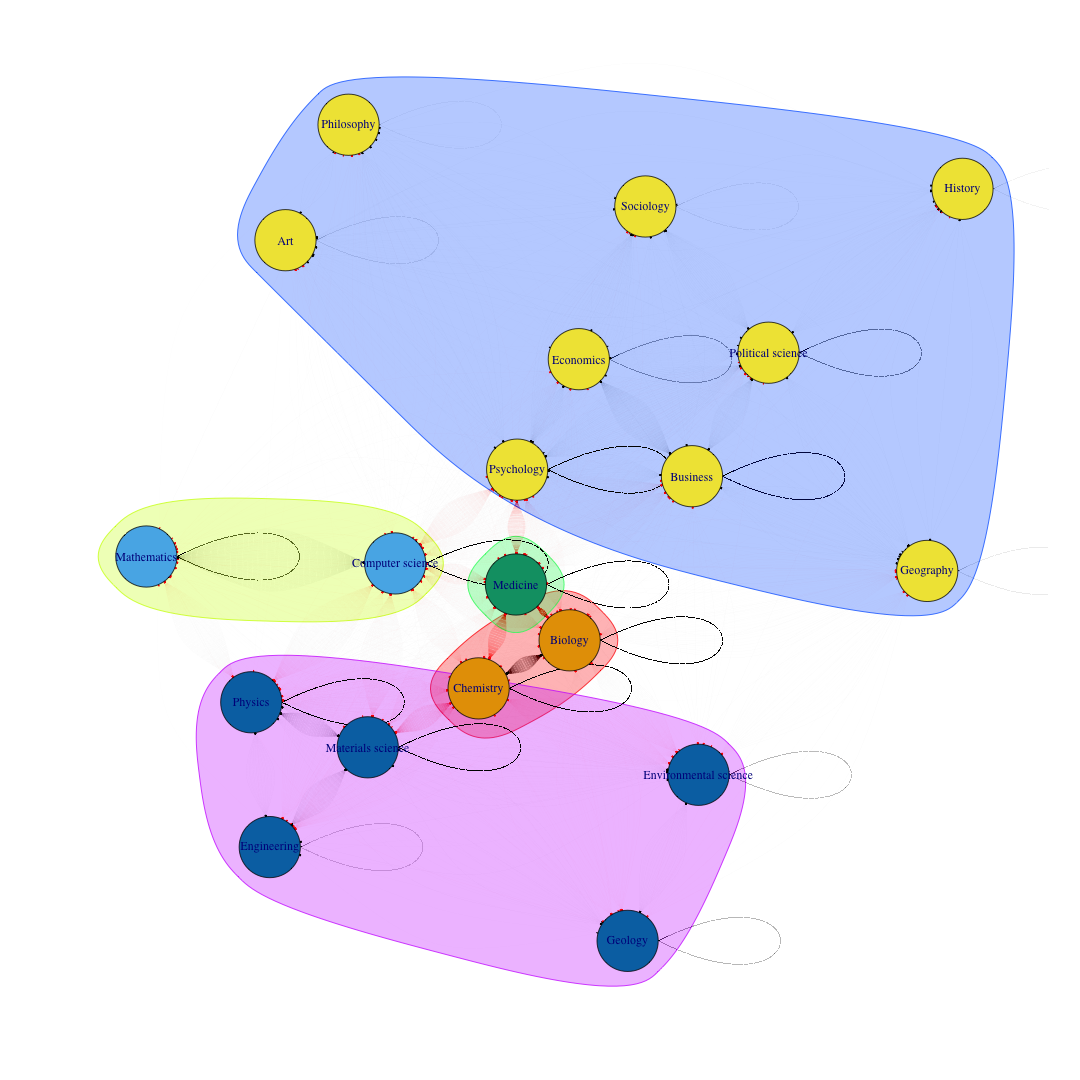 Philosophy
History
Sociology
Art
Political science
Economics
Psychology
Business
Mathematics
Computer science
Geography
Medicine
Biology
Chemistry
Physics
Materials science
Environmental science
Engineering
Geology